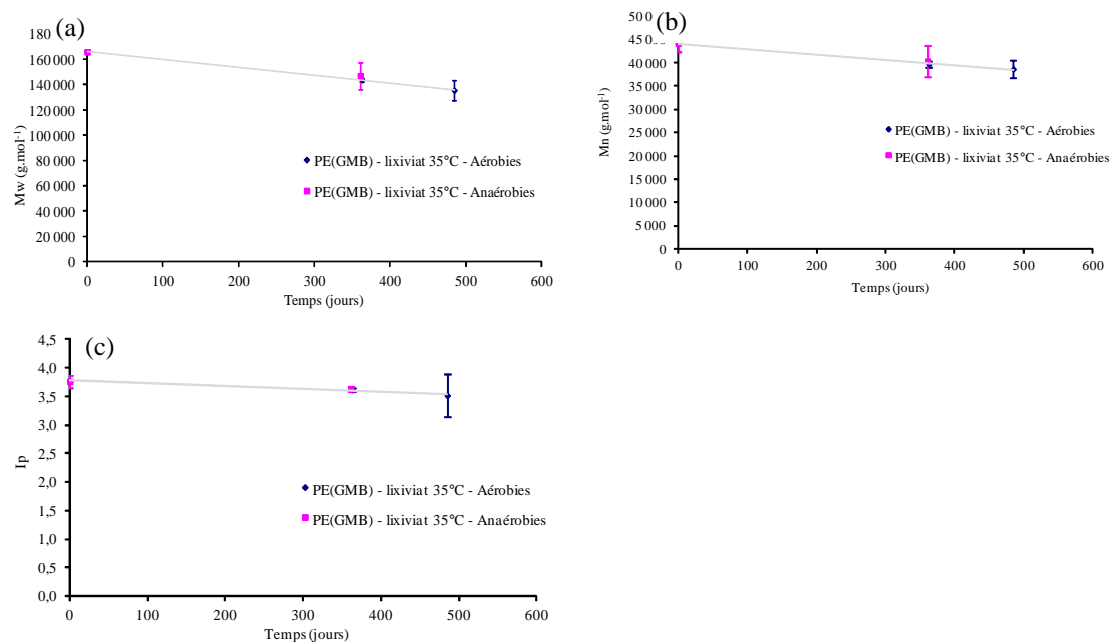 (a)
180
160 000
140 000
120 000
100 000
80 000
60 000
40 000
20 000
0
Mw (g.mol⁻¹)
PE(GMB) - lixiviat 35°C - Aérobies
PE(GMB) - lixiviat 35°C - Anaérobies
0 100 200 300 400 500 600
Temps (jours)
(b)
40 000
35 000
30 000
25 000
20 000
15 000
10 000
5 000
0
Mn (g.mol⁻¹)
PE(GMB) - lixiviat 35°C - Aérobies
PE(GMB) - lixiviat 35°C - Anaérobies
0 100 200 300 400 500 600
Temps (jours)
(c)
4,5
4,0
3,5
3,0
2,5
2,0
1,5
1,0
0,5
0,0
Ip
PE(GMB) - lixiviat 35°C - Aérobies
PE(GMB) - lixiviat 35°C - Anaérobies
0 100 200 300 400 500 600
Temps (jours)